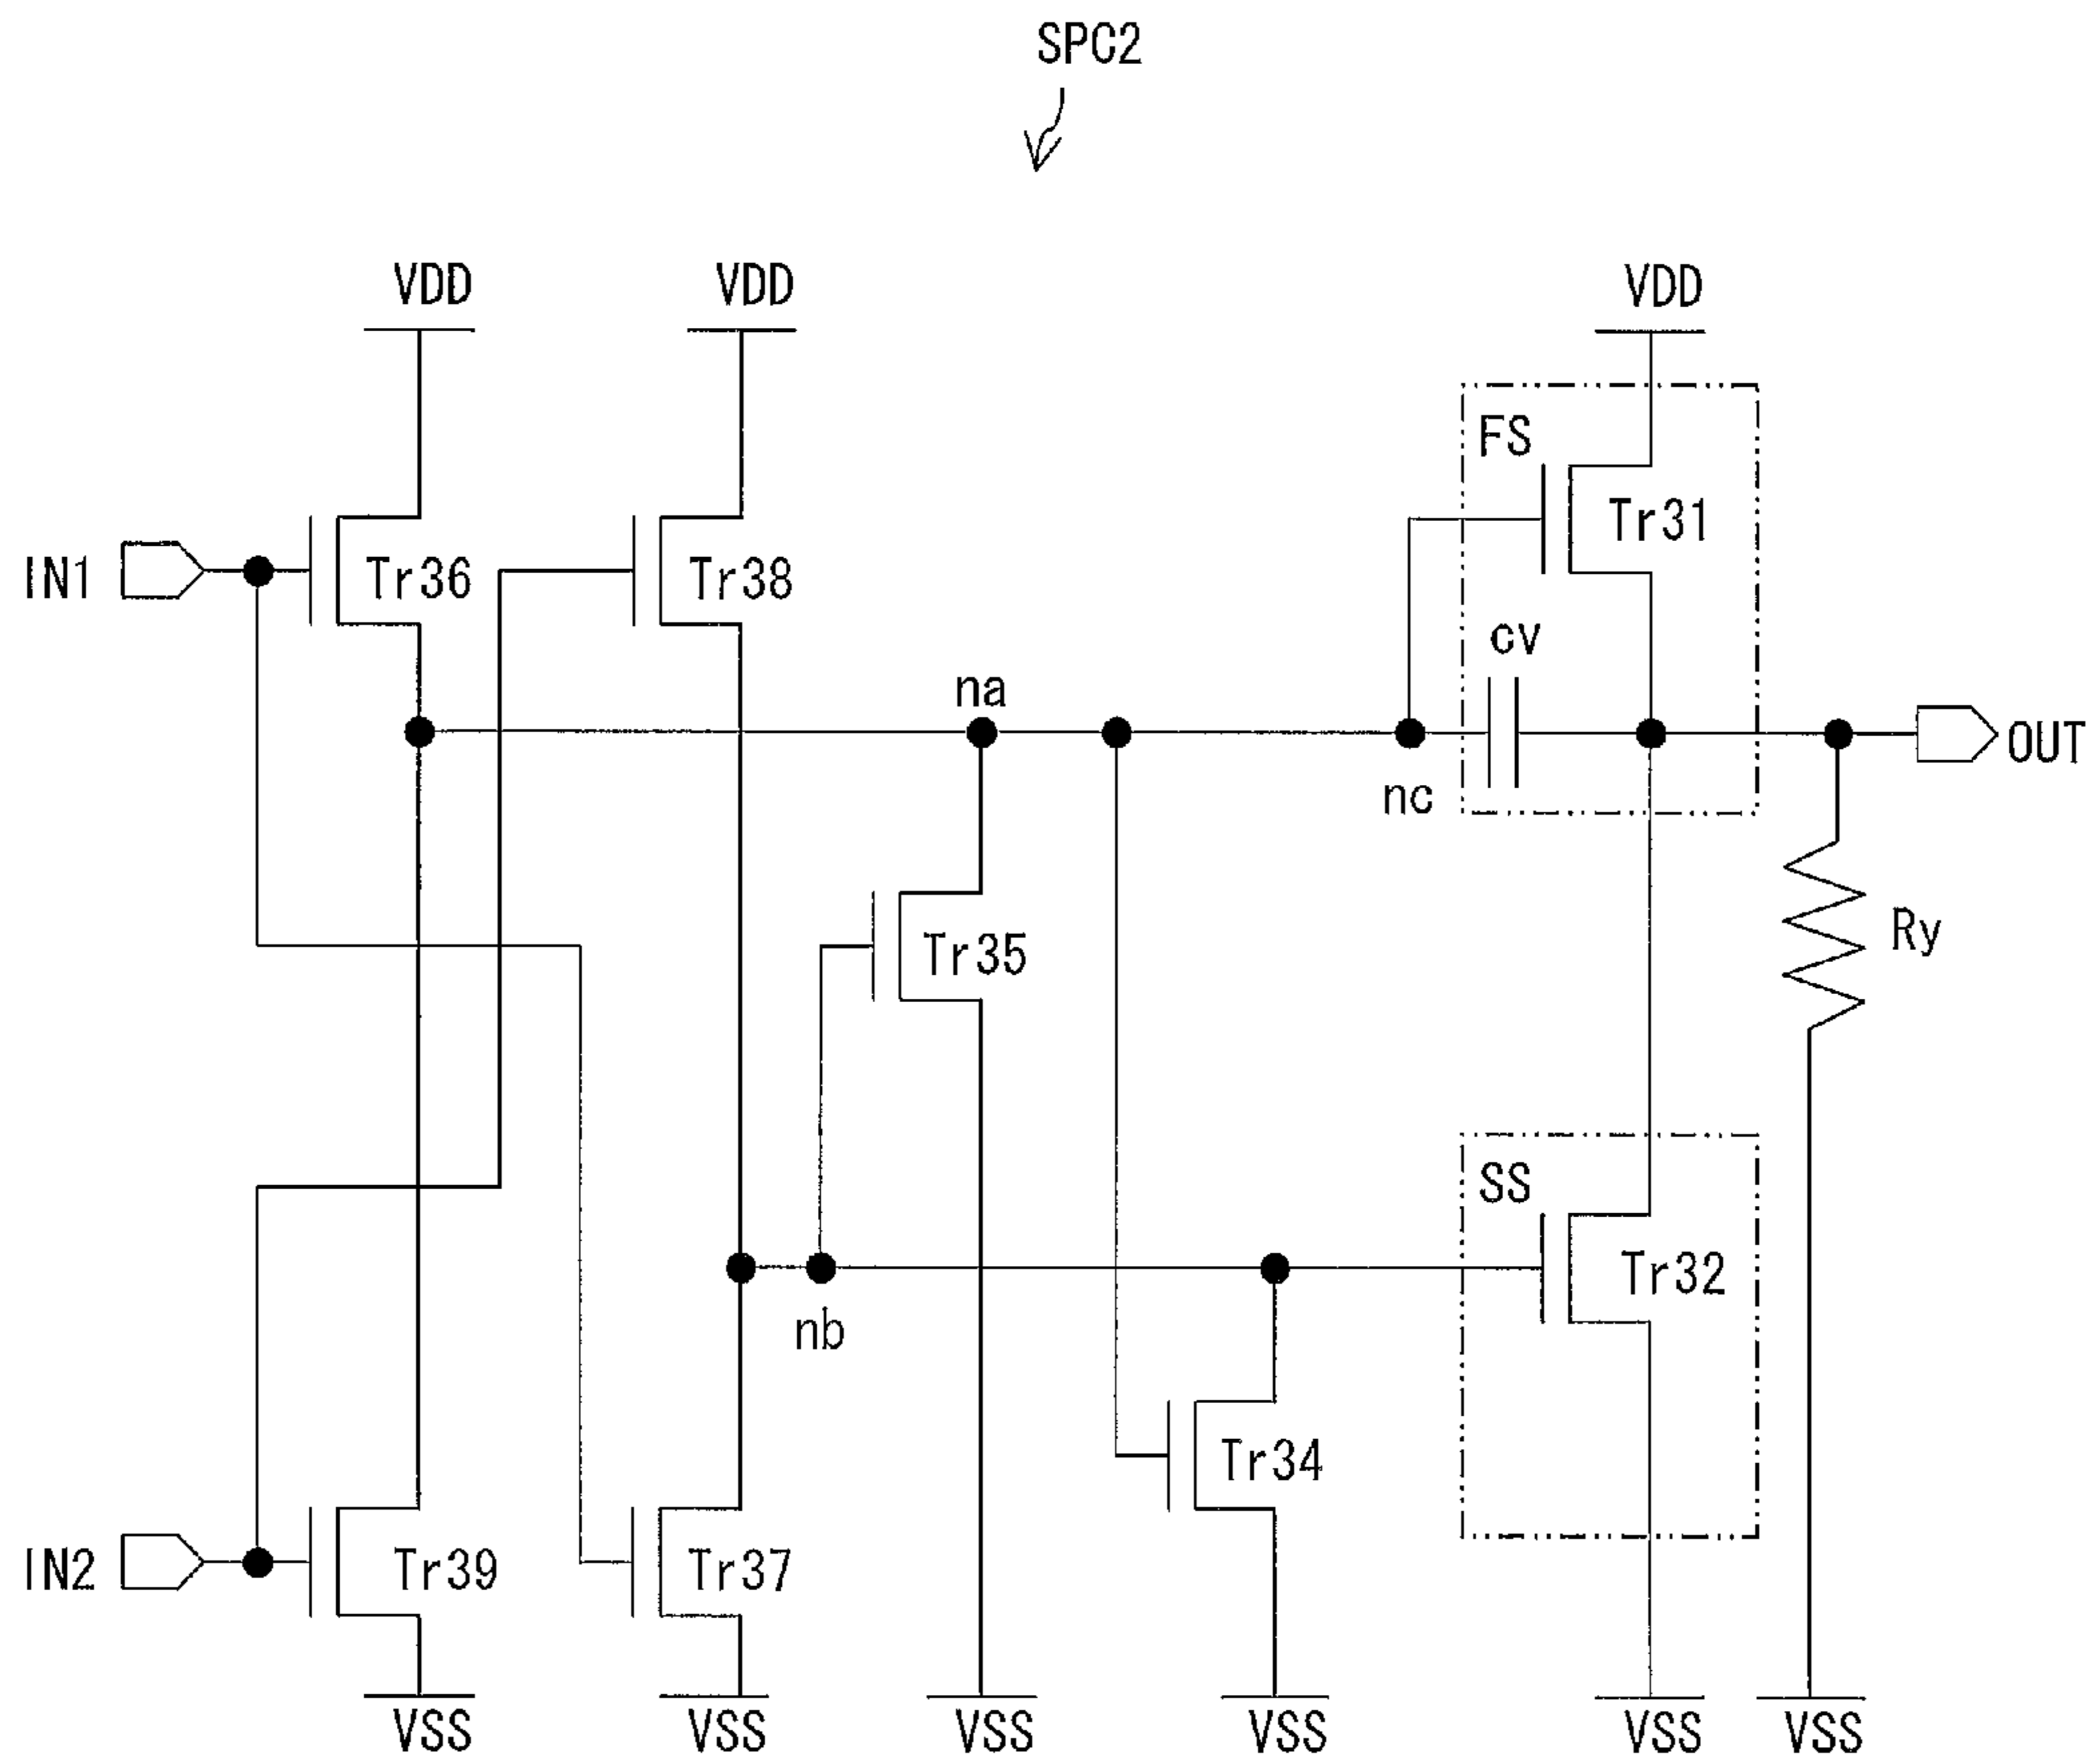 SPC2
VDD
VDD
VDD
FS
Tr31
IN1
Tr36
Tr38
cv
na
OUT
nc
Ry
Tr35
SS
Tr32
nb
Tr34
IN2
Tr39
Tr37
VSS
VSS
VSS
VSS
VSS
VSS